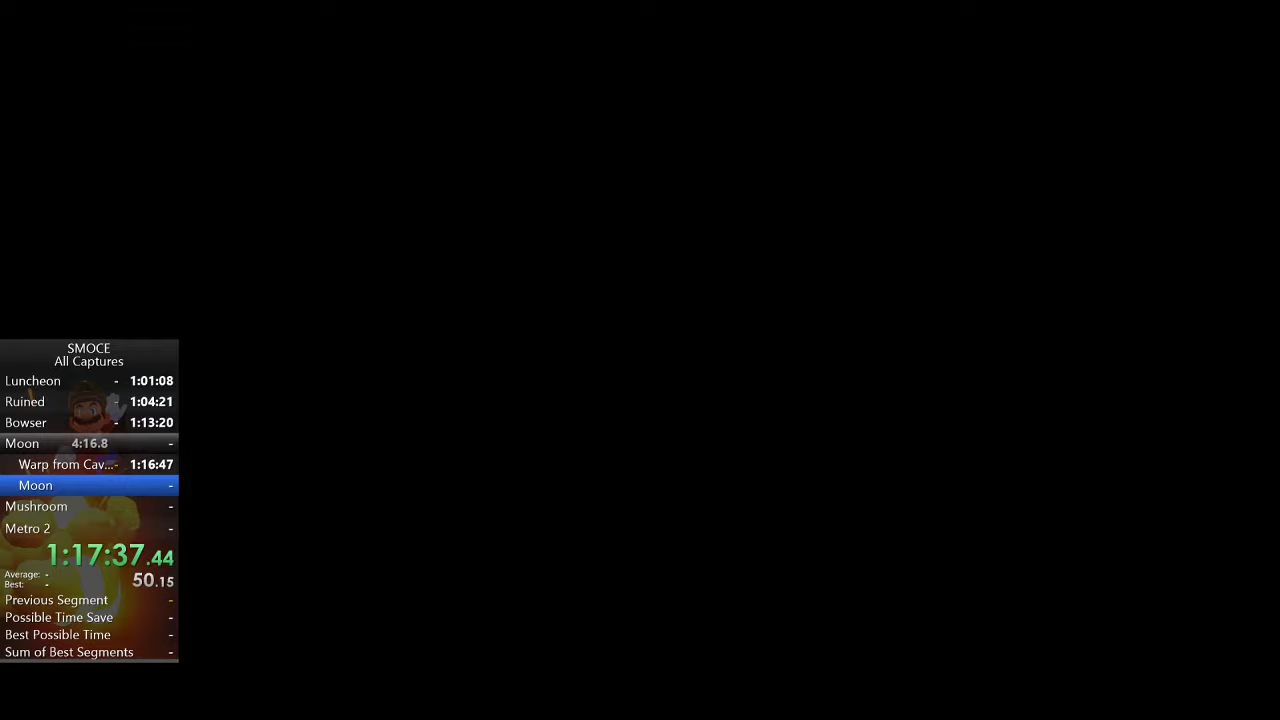 SMOCE
All Captures
Luncheon - 1:01:08
Ruined - 1:04:21
Bowser - 1:13:20
Moon 4:16.8 -
Warp from Cav...- 1:16:47
Moon -
Mushroom -
Metro 2 -
1:17:37.44
Average: -
Best: -
50.15
Previous Segment -
Possible Time Save -
Best Possible Time -
Sum of Best Segments -